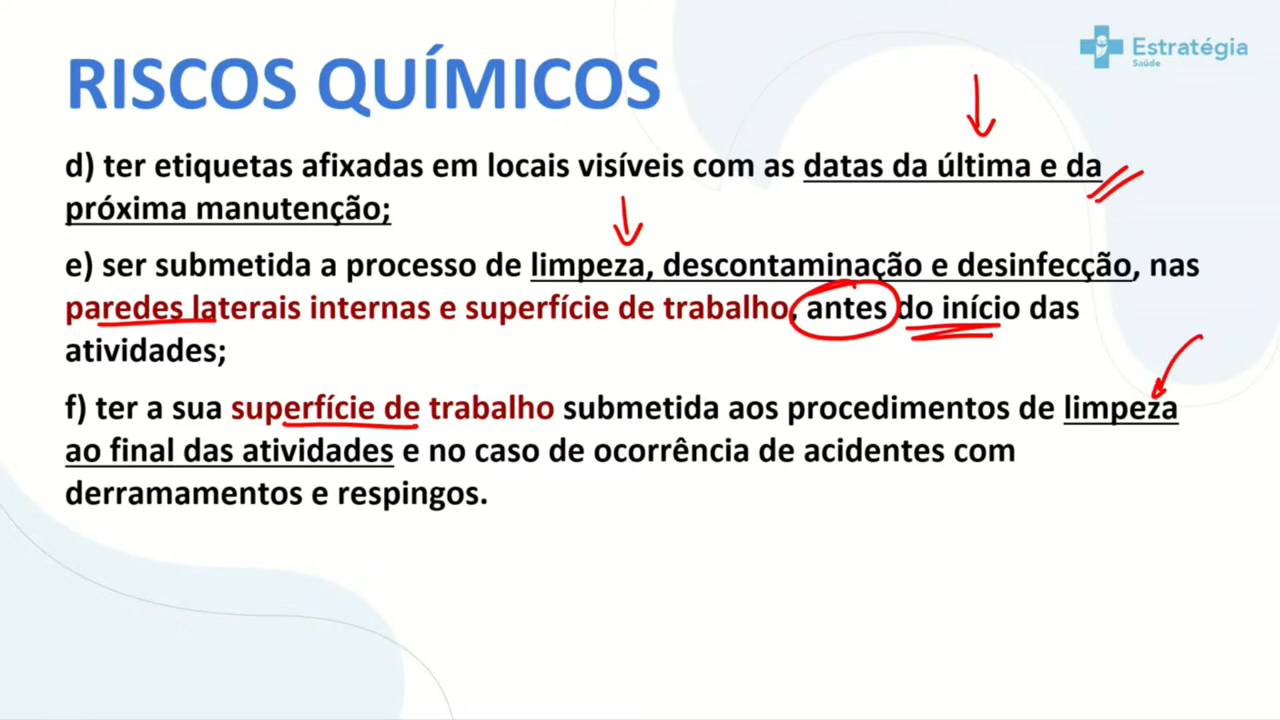 Estratégia
Saúde
RISCOS QUÍMICOS
d) ter etiquetas afixadas em locais visíveis com as datas da última e da
próxima manutenção;
e) ser submetida a processo de limpeza, descontaminação e desinfecção, nas
paredes laterais internas e superfície de trabalho, antes do início das
atividades;
f) ter a sua superfície de trabalho submetida aos procedimentos de limpeza
ao final das atividades e no caso de ocorrência de acidentes com
derramamentos e respingos.